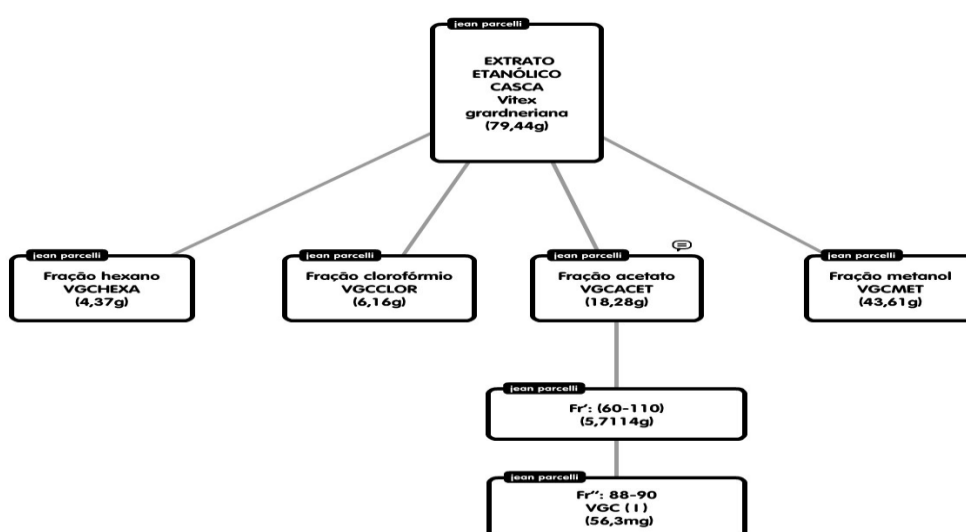 jean parcelli
EXTRATO
ETANÓLICO
CASCA
Vitex
grardneriana
(79,44g)
jean parcelli
Fração hexano
VGCHEXA
(4,37g)
jean parcelli
Fração clorofórmio
VGCCLOR
(6,16g)
jean parcelli
Fração acetato
VGCACET
(18,28g)
jean parcelli
Fração metanol
VGCMET
(43,61g)
jean parcelli
Fr': (60-110)
(5,7114g)
jean parcelli
Fr'': 88-90
VGC ( I )
(56,3mg)